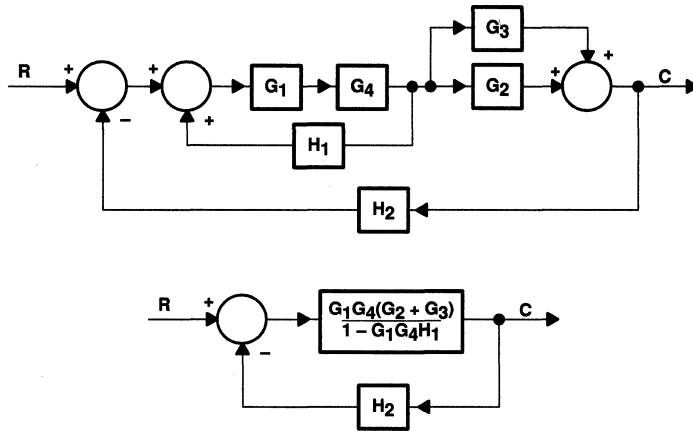 G3
R + + + + C
G1 G4 G2 +
− +
H1
H2
R + G1G4(G2 + G3) C
1 − G1G4H1
−
H2